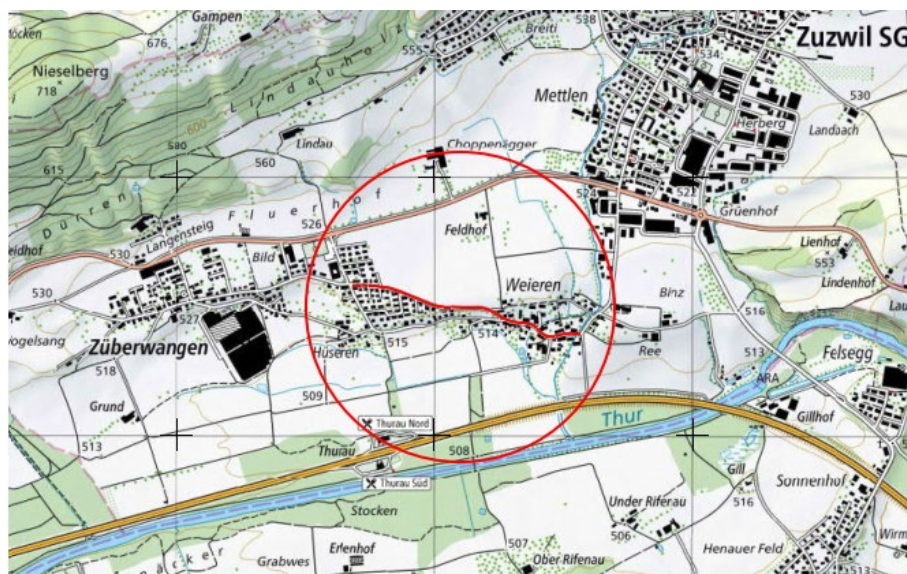 Gampen
538
Zuzwil SG
676
555
Breiti
534
Nieselberg
718
Lindauholz
Mettlen
Herberg
530
Landbach
600
580
560
Lindau
Choppenägger
615
Dürren
Fluerhof
524
522
Grüenhof
526
Langensteig
Feldhof
Lienhof
553
530
Bild
Lindenhof
530
Weieren
Binz
527
516
Züberwangen
Hüseren
515
514
Ree
518
513
Felsegg
509
ARA
Grund
Thurau Nord
Thur
Gillhof
513
Thurau
508
Gill
Thurau Süd
516
Sonnenhof
Stocken
Under Riferau
506
507
Grabwes
Erlenhof
Ober Rifenau
Henauer Feld
513